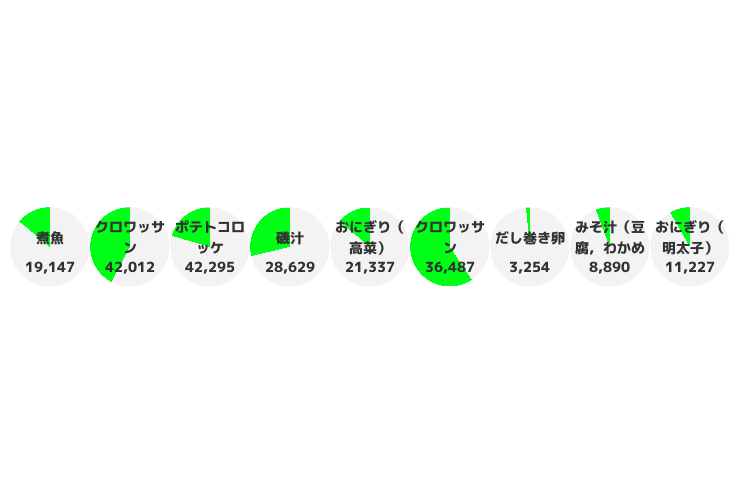 煮魚
19,147
クロワッサ
ン
42,012
ポテトコロ
ッケ
42,295
磯汁
28,629
おにぎり（
高菜）
21,337
クロワッサ
ン
36,487
だし巻き卵
3,254
みそ汁（豆
腐，わかめ
8,890
おにぎり（
明太子）
11,227